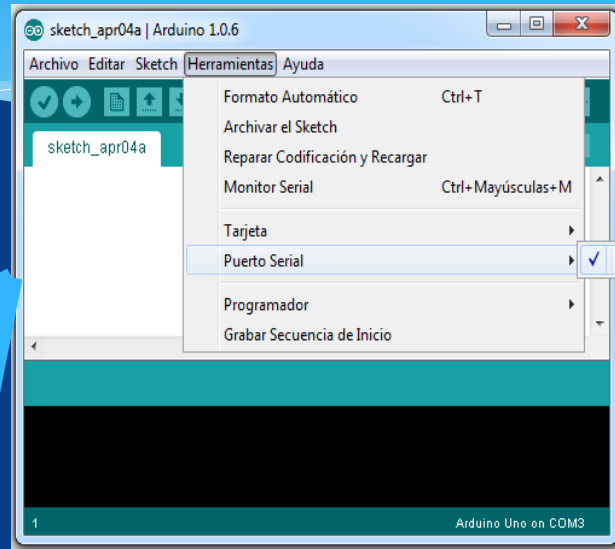 sketch_apr04a | Arduino 1.0.6
Archivo Editar Sketch Herramientas Ayuda
Formato Automático Ctrl+T
Archivar el Sketch
sketch_apr04a
Reparar Codificación y Recargar
Monitor Serial Ctrl+Mayúsculas+M
Tarjeta
Puerto Serial
Programador
Grabar Secuencia de Inicio
1 Arduino Uno on COM3